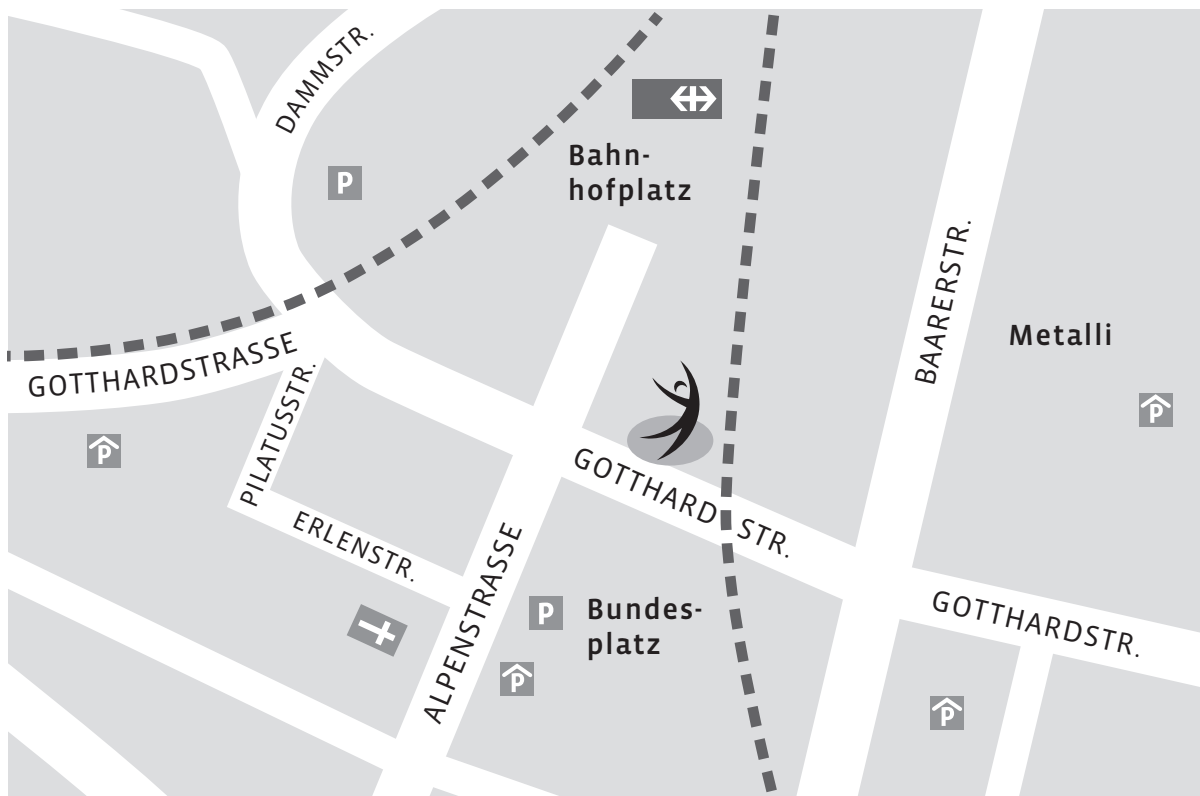 DAMMSTR.
Bahn-
hofplatz
P
BAARERSTR.
Metalli
GOTTHARDSTRASSE
PILATUSSTR.
P
P
GOTTHARD STR.
ERLENSTR.
ALPENSTRASSE
P
Bundes-
platz
GOTTHARDSTR.
P
P